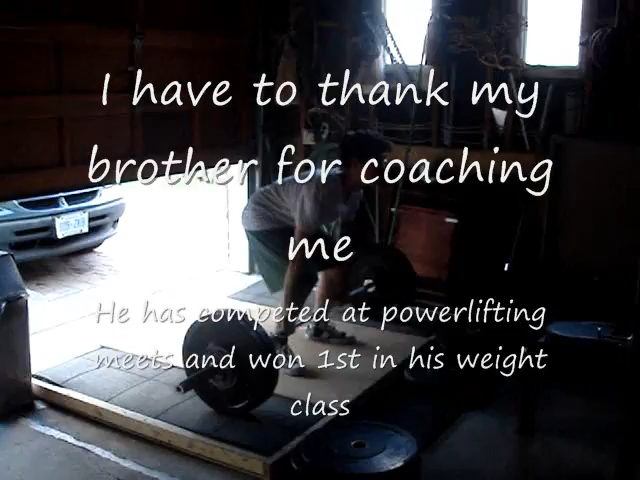 I have to thank my
brother for coaching
me
He has competed at powerlifting
meets and won 1st in his weight
class